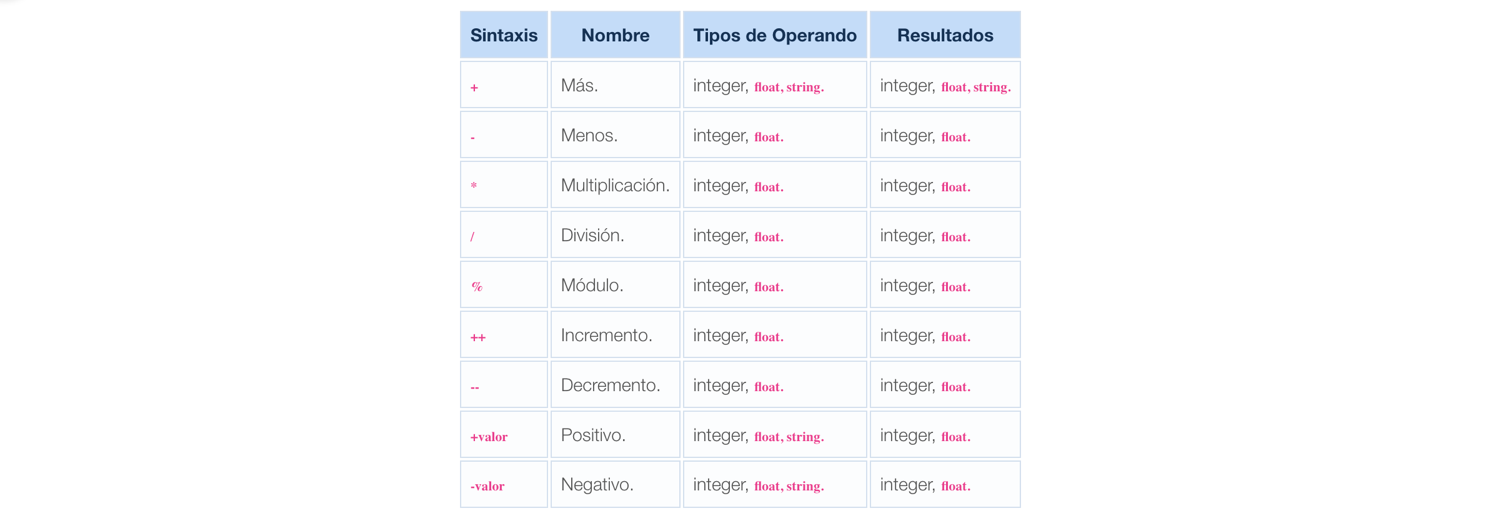 Sintaxis Nombre Tipos de Operando Resultados
+ Más. integer, float, string. integer, float, string.
- Menos. integer, float. integer, float.
* Multiplicación. integer, float. integer, float.
/ División. integer, float. integer, float.
% Módulo. integer, float. integer, float.
++ Incremento. integer, float. integer, float.
-- Decremento. integer, float. integer, float.
+valor Positivo. integer, float, string. integer, float.
-valor Negativo. integer, float, string. integer, float.